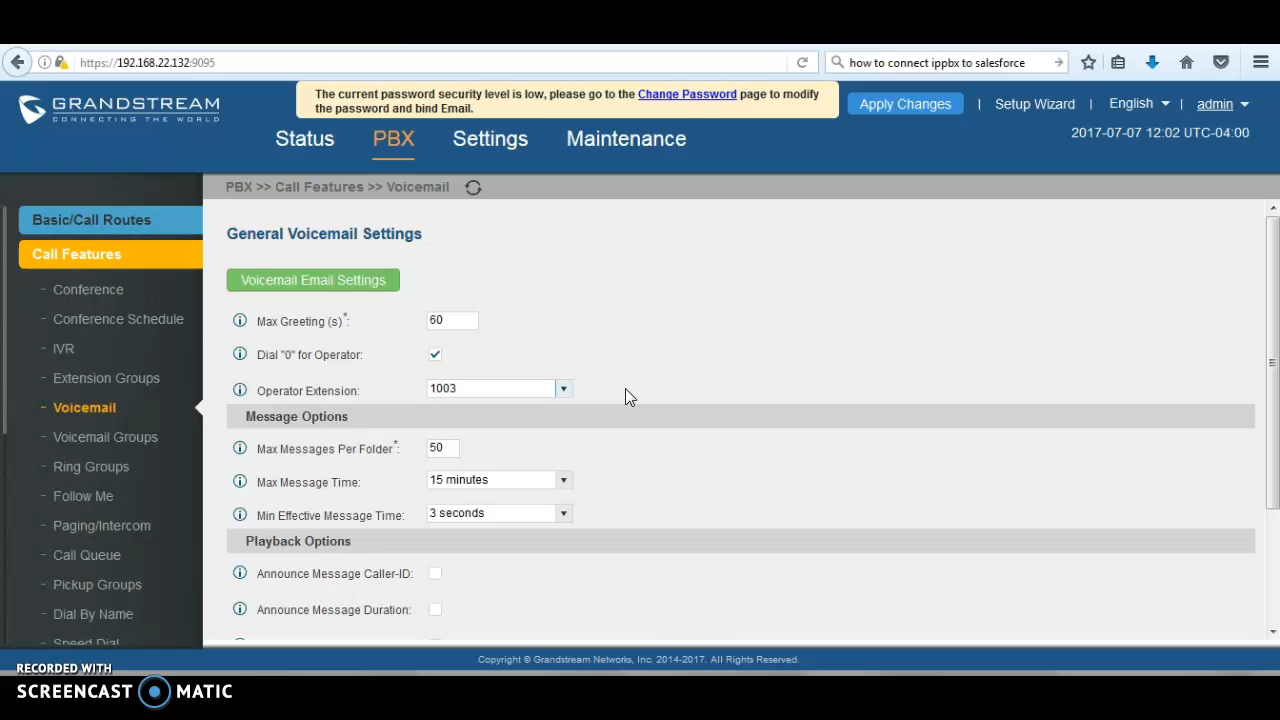 https://192.168.22.132:9095
how to connect ippbx to salesforce
GRANDSTREAM
CONNECTING THE WORLD
The current password security level is low, please go to the Change Password page to modify
the password and bind Email.
Apply Changes | Setup Wizard | English | admin
2017-07-07 12:02 UTC-04:00
Status PBX Settings Maintenance
PBX >> Call Features >> Voicemail
Basic/Call Routes
Call Features
- Conference
- Conference Schedule
- IVR
- Extension Groups
- Voicemail
- Voicemail Groups
- Ring Groups
- Follow Me
- Paging/Intercom
- Call Queue
- Pickup Groups
- Dial By Name
- Speed Dial
General Voicemail Settings
Voicemail Email Settings
Max Greeting (s)*: 60
Dial "0" for Operator:
Operator Extension: 1003
Message Options
Max Messages Per Folder*: 50
Max Message Time: 15 minutes
Min Effective Message Time: 3 seconds
Playback Options
Announce Message Caller-ID:
Announce Message Duration:
Copyright © Grandstream Networks, Inc. 2014-2017. All Rights Reserved.
RECORDED WITH
SCREENCAST MATIC